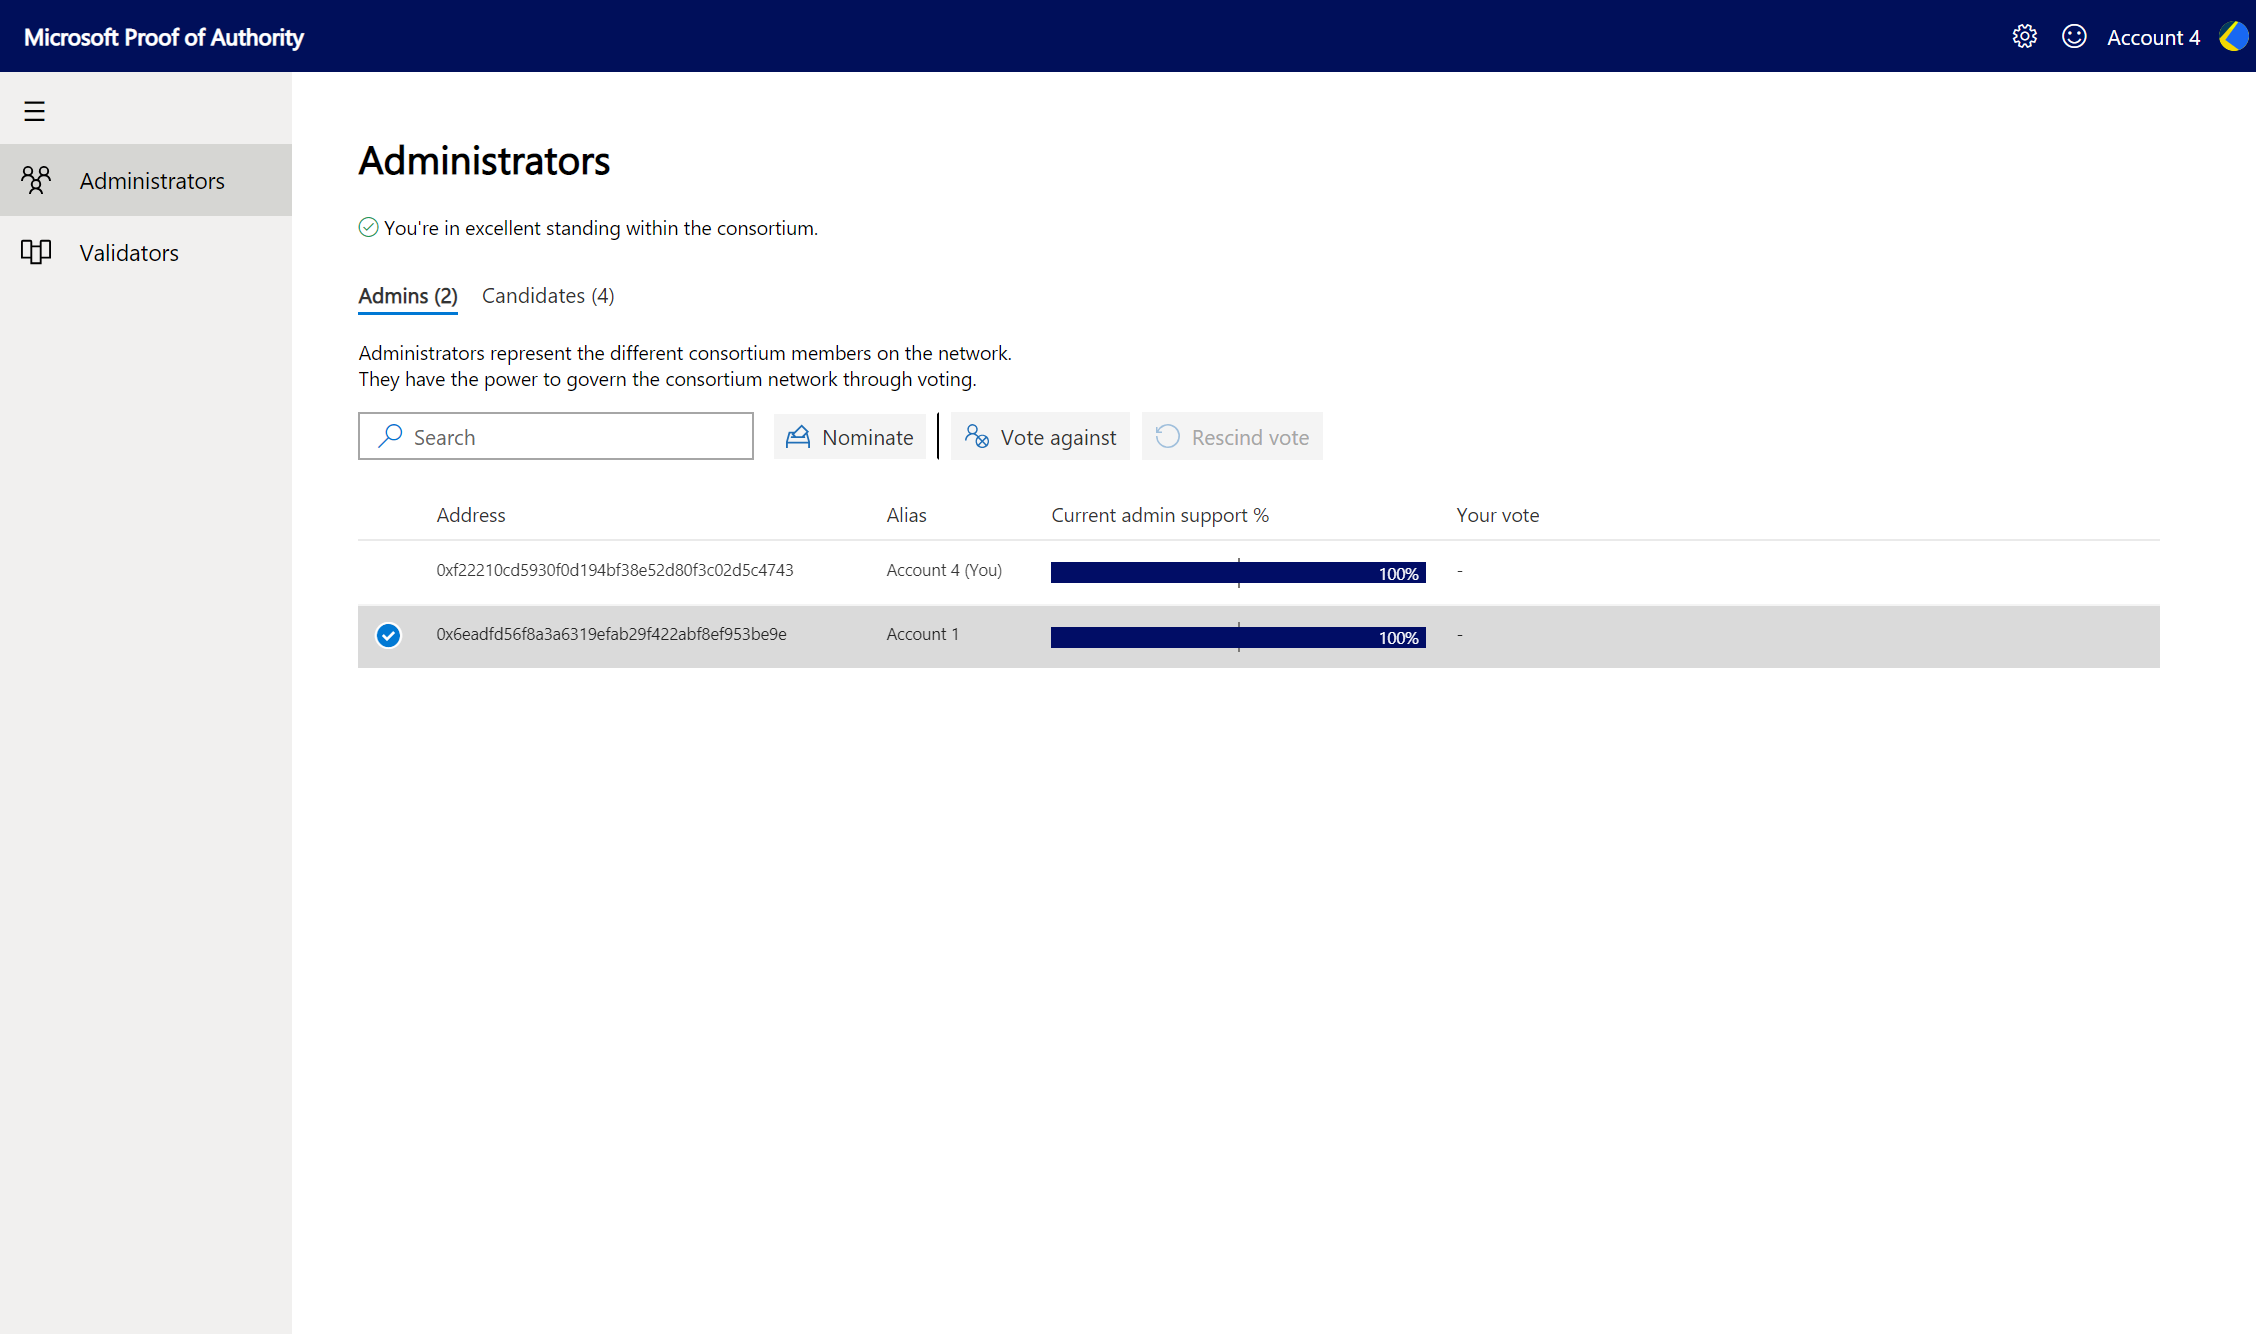 Microsoft Proof of Authority
Account 4
Administrators
Validators
Administrators
You're in excellent standing within the consortium.
Admins (2) Candidates (4)
Administrators represent the different consortium members on the network.
They have the power to govern the consortium network through voting.
Search Nominate Vote against Rescind vote
Address Alias Current admin support % Your vote
0xf22210cd5930f0d194bf38e52d80f3c02d5c4743 Account 4 (You) 100% -
0x6eadfd56f8a3a6319efab29f422abf8ef953be9e Account 1 100% -